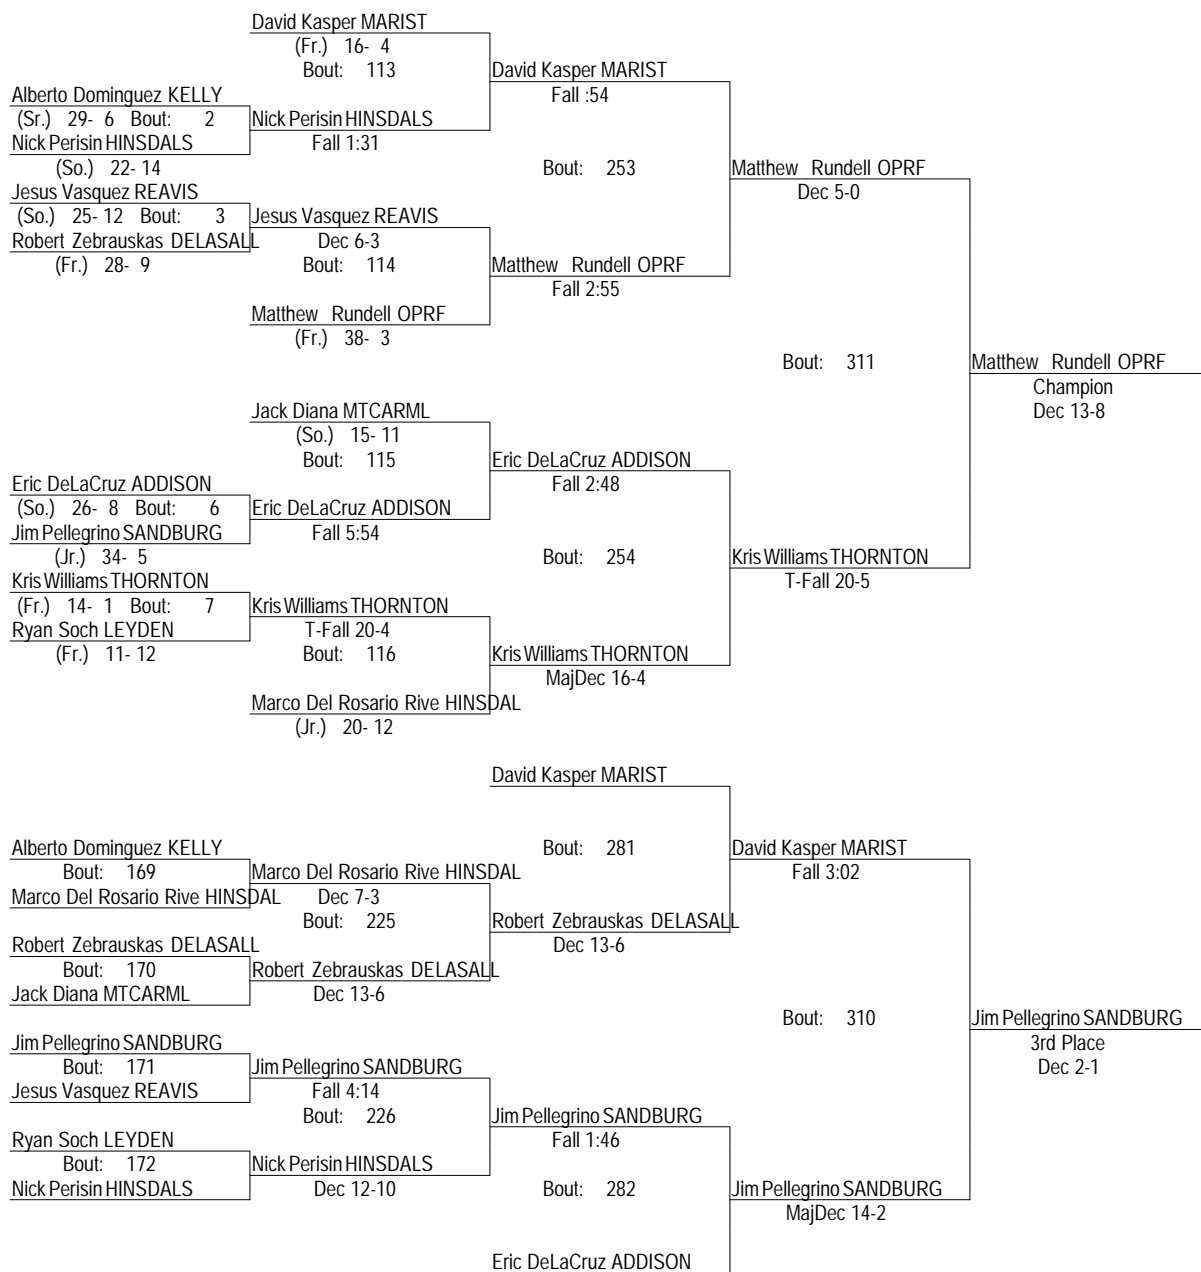 David Kasper MARIST
(Fr.) 16- 4
Bout: 113
David Kasper MARIST
Fall :54
Alberto Dominguez KELLY
(Sr.) 29- 6 Bout: 2
Nick Perisin HINSDALS
Nick Perisin HINSDALS
Fall 1:31
(So.) 22- 14
Bout: 253
Matthew Rundell OPRF
Dec 5-0
Jesus Vasquez REAVIS
(So.) 25- 12 Bout: 3
Jesus Vasquez REAVIS
Robert Zebrauskas DELASALL
Dec 6-3
(Fr.) 28- 9
Bout: 114
Matthew Rundell OPRF
Fall 2:55
Matthew Rundell OPRF
(Fr.) 38- 3
Bout: 311
Matthew Rundell OPRF
Champion
Dec 13-8
Jack Diana MTCARML
(So.) 15- 11
Bout: 115
Eric DeLaCruz ADDISON
Fall 2:48
Eric DeLaCruz ADDISON
(So.) 26- 8 Bout: 6
Eric DeLaCruz ADDISON
Jim Pellegrino SANDBURG
Fall 5:54
(Jr.) 34- 5
Bout: 254
Kris Williams THORNTON
T-Fall 20-5
Kris Williams THORNTON
(Fr.) 14- 1 Bout: 7
Kris Williams THORNTON
Ryan Soch LEYDEN
T-Fall 20-4
(Fr.) 11- 12
Bout: 116
Kris Williams THORNTON
MajDec 16-4
Marco Del Rosario Rive HINSDAL
(Jr.) 20- 12
David Kasper MARIST
Alberto Dominguez KELLY
Bout: 281
David Kasper MARIST
Bout: 169
Marco Del Rosario Rive HINSDAL
Fall 3:02
Marco Del Rosario Rive HINSDAL
Dec 7-3
Bout: 225
Robert Zebrauskas DELASALL
Dec 13-6
Robert Zebrauskas DELASALL
Bout: 170
Robert Zebrauskas DELASALL
Jack Diana MTCARML
Dec 13-6
Bout: 310
Jim Pellegrino SANDBURG
3rd Place
Dec 2-1
Jim Pellegrino SANDBURG
Bout: 171
Jim Pellegrino SANDBURG
Jesus Vasquez REAVIS
Fall 4:14
Bout: 226
Jim Pellegrino SANDBURG
Fall 1:46
Ryan Soch LEYDEN
Bout: 172
Nick Perisin HINSDALS
Nick Perisin HINSDALS
Dec 12-10
Bout: 282
Jim Pellegrino SANDBURG
MajDec 14-2
Eric DeLaCruz ADDISON